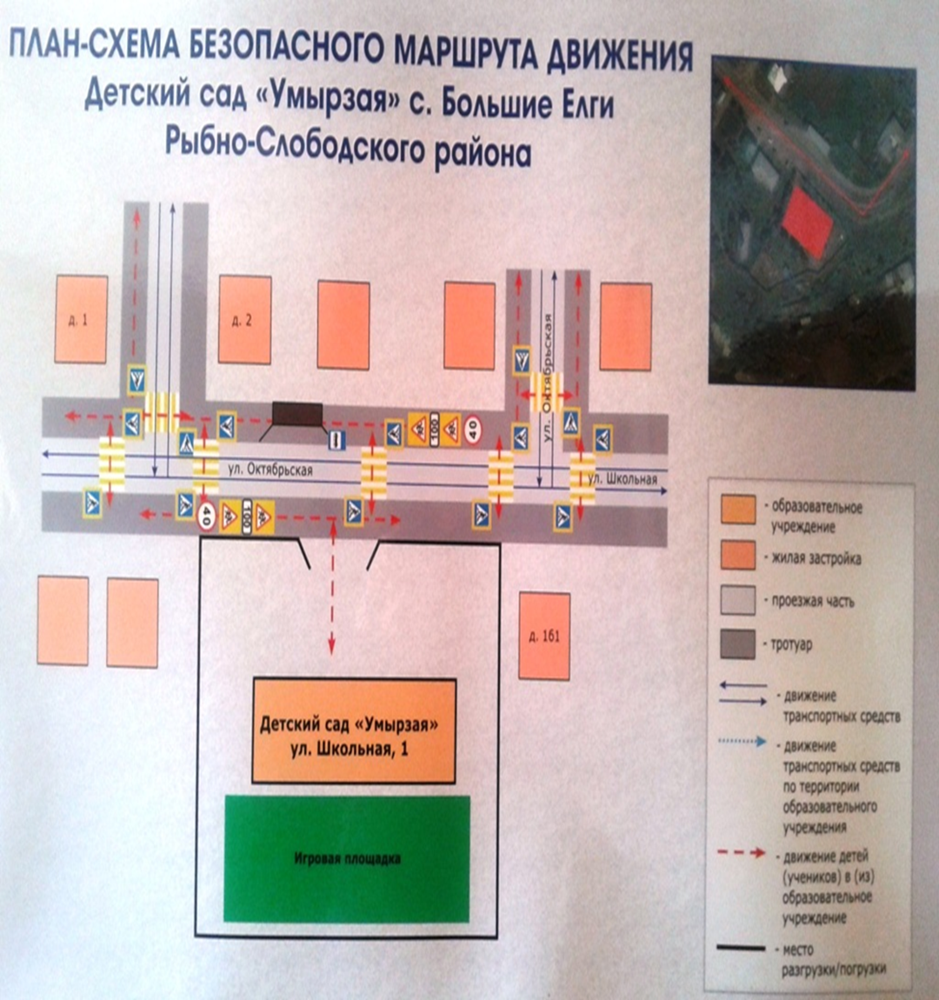 ПЛАН-СХЕМА БЕЗОПАСНОГО МАРШРУТА ДВИЖЕНИЯ
Детский сад «Умырзая» с. Большие Елги
Рыбно-Слободского района
д. 1
д. 2
ул. Октябрьская
100
40
ул. Октябрьская
ул. Школьная
40
100
д. 161
Детский сад «Умырзая»
ул. Школьная, 1
Игровая площадка
- образовательное
учреждение
- жилая застройка
- проезжая часть
- тротуар
- движение
транспортных средств
- движение
транспортных средств
по территории
образовательного
учреждения
- движение детей
(учеников) в (из)
образовательное
учреждение
- место
разгрузки/погрузки